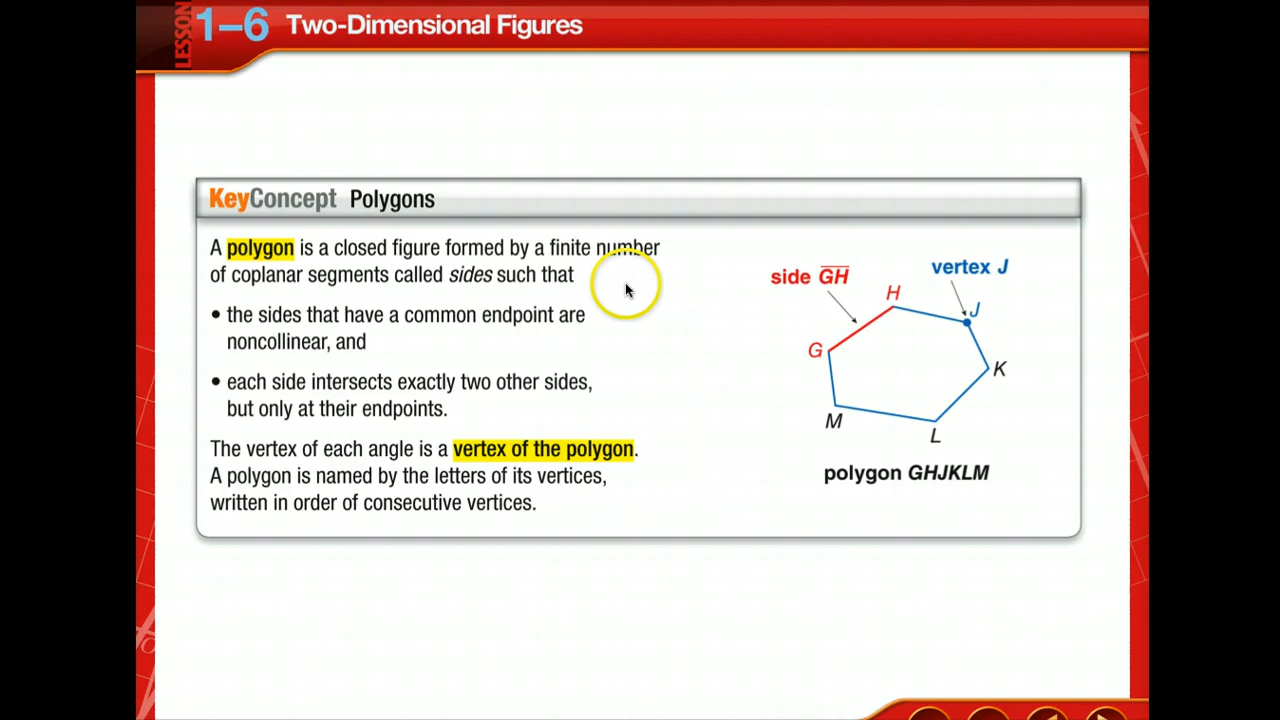 LESSON 1–6 Two-Dimensional Figures
KeyConcept Polygons
A polygon is a closed figure formed by a finite number
of coplanar segments called sides such that
• the sides that have a common endpoint are
noncollinear, and
• each side intersects exactly two other sides,
but only at their endpoints.
The vertex of each angle is a vertex of the polygon.
A polygon is named by the letters of its vertices,
written in order of consecutive vertices.
side G̅H̅
vertex J
H
J
G
K
M
L
polygon GHJKLM